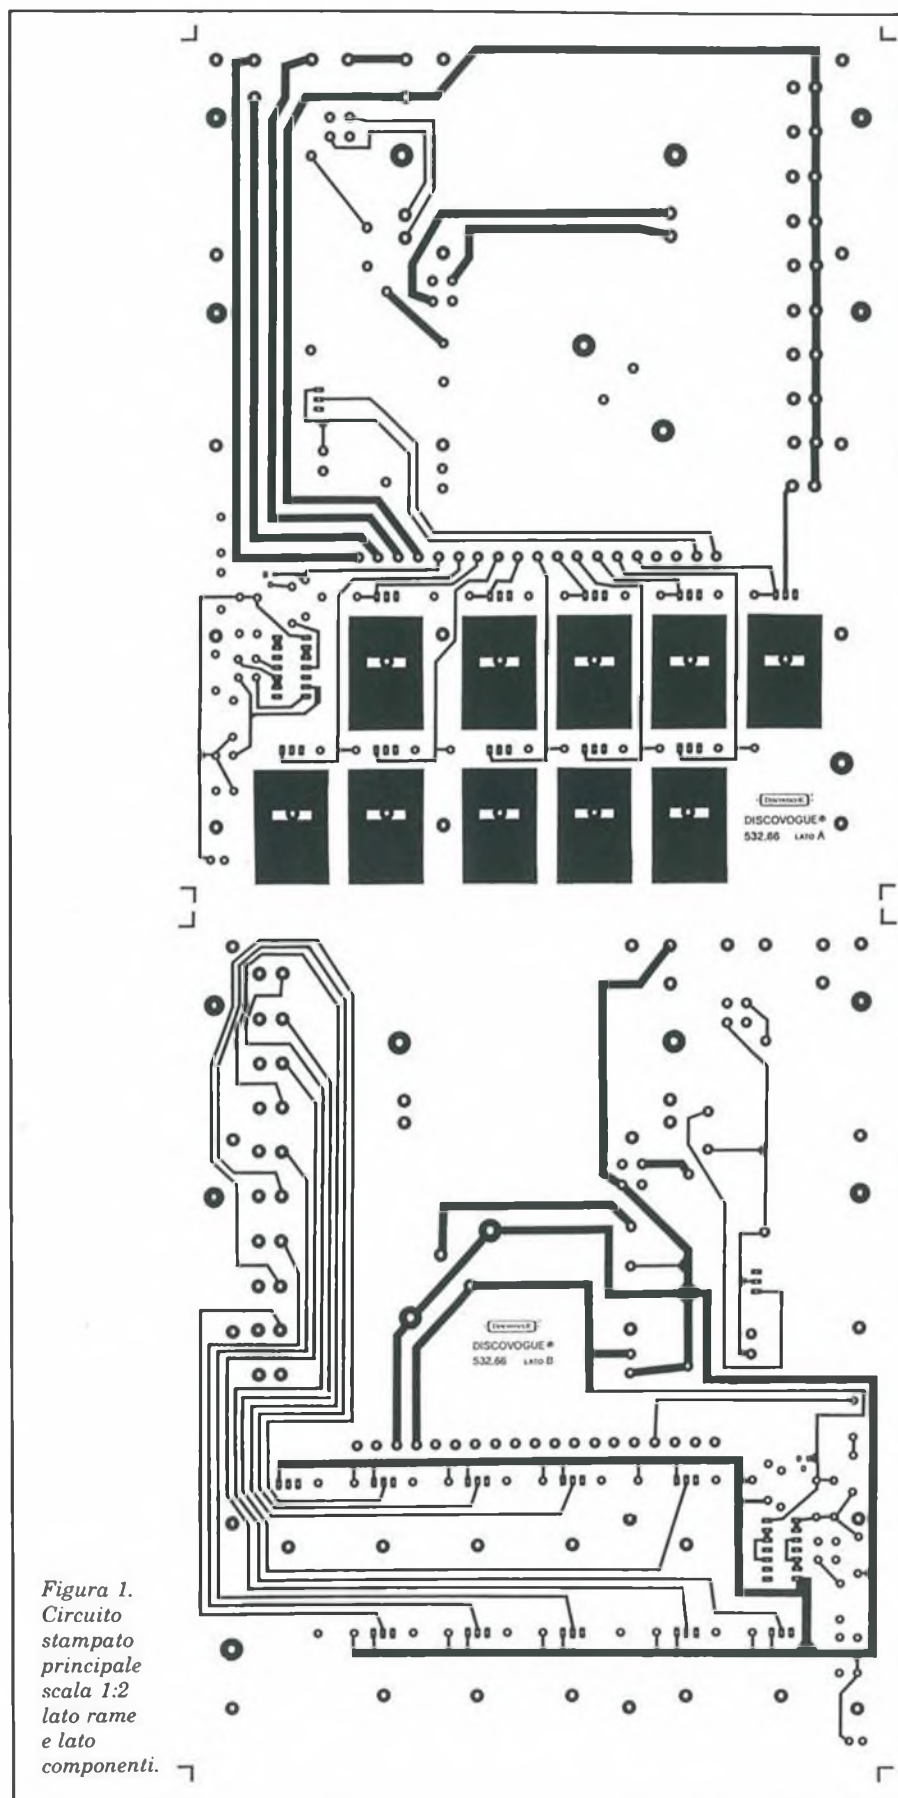 DISCOVOGUE®
532.66 LATO A
DISCOVOGUE®
532.66 LATO B
Figura 1.
Circuito
stampato
principale
scala 1:2
lato rame
e lato
componenti.